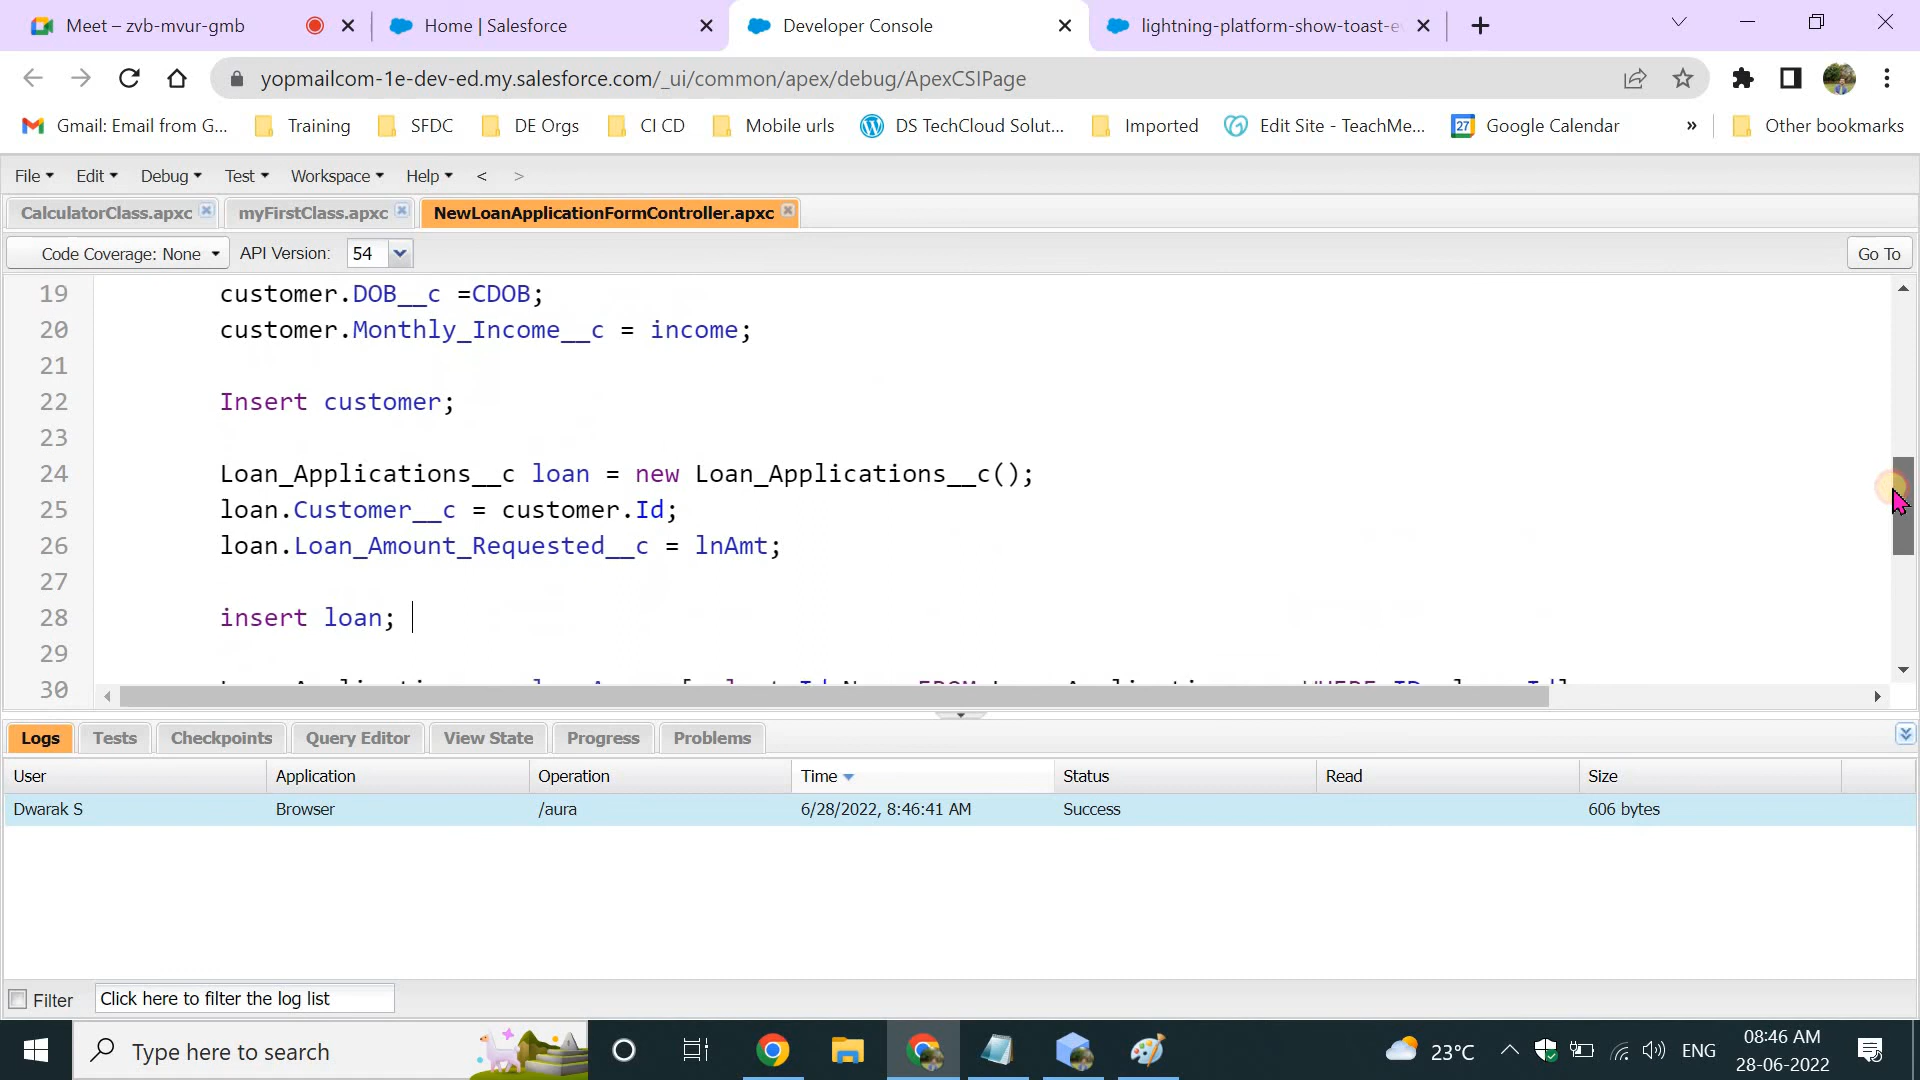 Meet – zvb-mvur-gmb
Home | Salesforce
Developer Console
lightning-platform-show-toast-e
yopmailcom-1e-dev-ed.my.salesforce.com/_ui/common/apex/debug/ApexCSIPage
Gmail: Email from G... Training SFDC DE Orgs CI CD Mobile urls DS TechCloud Solut... Imported Edit Site - TeachMe... 27 Google Calendar » Other bookmarks
File Edit Debug Test Workspace Help < >
CalculatorClass.apxc myFirstClass.apxc NewLoanApplicationFormController.apxc
Code Coverage: None API Version: 54 Go To
19 customer.DOB__c =CDOB;
20 customer.Monthly_Income__c = income;
21
22 Insert customer;
23
24 Loan_Applications__c loan = new Loan_Applications__c();
25 loan.Customer__c = customer.Id;
26 loan.Loan_Amount_Requested__c = lnAmt;
27
28 insert loan;
29
30
Logs Tests Checkpoints Query Editor View State Progress Problems
User Application Operation Time Status Read Size
Dwarak S Browser /aura 6/28/2022, 8:46:41 AM Success 606 bytes
Filter Click here to filter the log list
Type here to search
23°C ENG 08:46 AM
28-06-2022